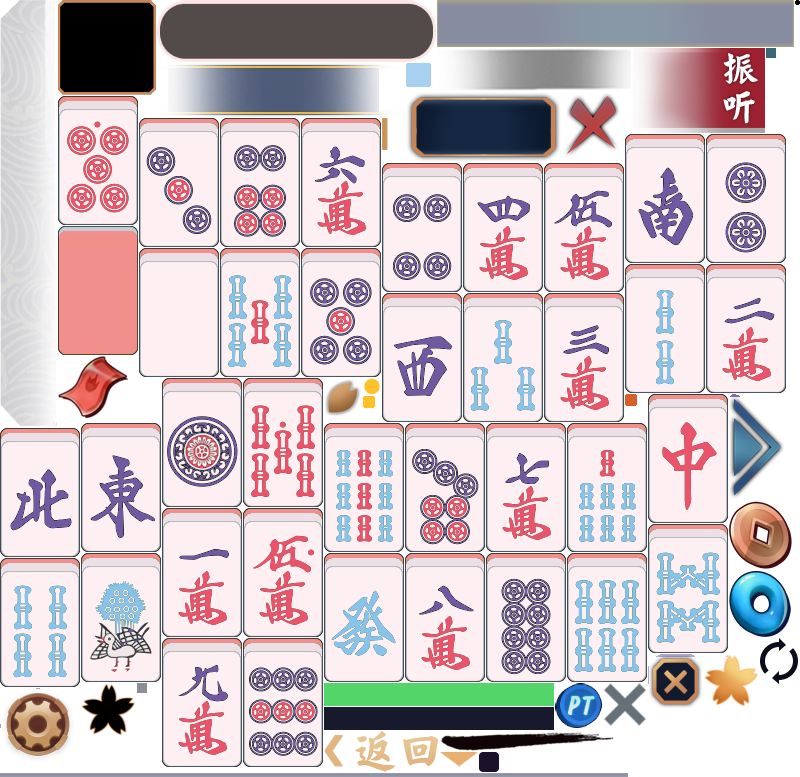 振
听
六
萬
四
萬
伍
萬
南
西
三
萬
二
萬
北
東
一
萬
伍
萬
七
萬
中
發
八
萬
九
萬
PT
返回